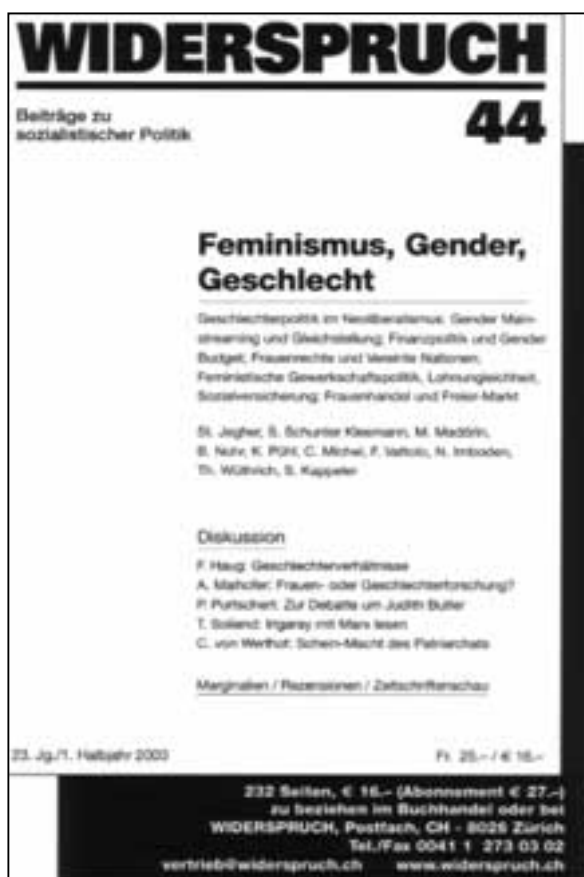 WIDERSPRUCH
Beiträge zu
sozialistischer Politik
44
Feminismus, Gender,
Geschlecht
Geschlechterpolitik im Neoliberalismus: Gender Main-
streaming und Gleichstellung; Finanzpolitik und Gender
Budget; Frauenrechte und Vereinte Nationen;
Feministische Gewerkschaftspolitik, Lohnungleichheit,
Sozialversicherung; Frauenhandel und Freier-Markt
St. Jegher, S. Schunter-Kleemann, M. Madörin,
B. Nohr, K. Pühl, C. Michel, F. N. Imboden,
Th. Wüthrich, S. Kappeler
Diskussion
F. Haug: Geschlechterverhältnisse
A. Maihofer: Frauen- oder Geschlechterforschung?
P. Purtschert: Zur Debatte um Judith Butler
T. Soiland: Irigaray mit Marx lesen
C. von Werlhof: Schein-Macht des Patriarchats
Marginalien / Rezensionen / Zeitschriftenschau
23. Jg./1. Halbjahr 2003
Fr. 25.– / € 16.–
232 Seiten, € 16.– (Abonnement € 27.–)
zu beziehen im Buchhandel oder bei
WIDERSPRUCH, Postfach, CH - 8026 Zürich
Tel./Fax 0041 1 273 03 02
vertrieb@widerspruch.ch www.widerspruch.ch